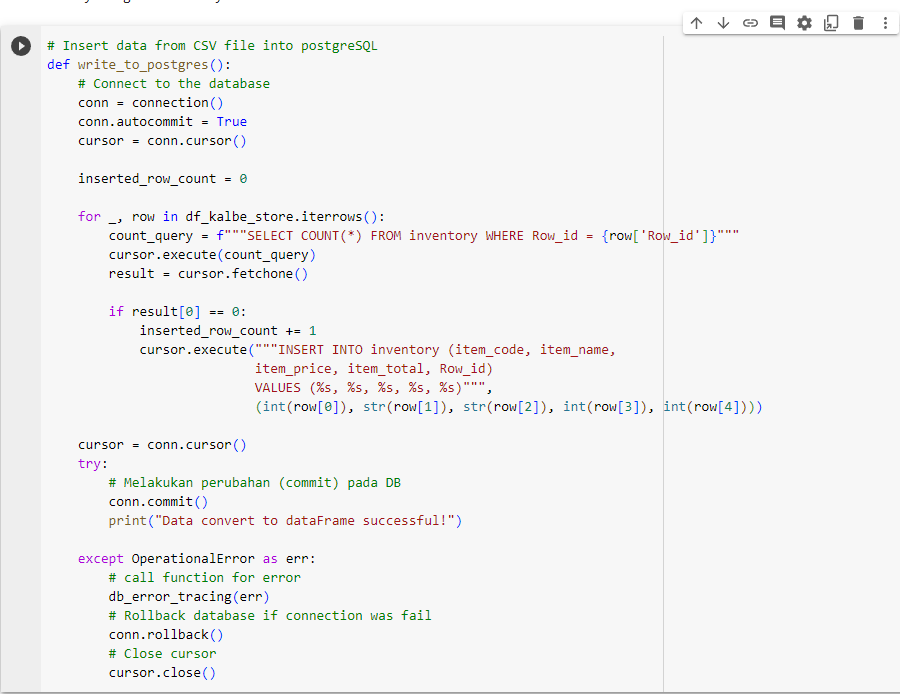 # Insert data from CSV file into postgreSQL
def write_to_postgres():
    # Connect to the database
    conn = connection()
    conn.autocommit = True
    cursor = conn.cursor()

    inserted_row_count = 0

    for _, row in df_kalbe_store.iterrows():
        count_query = f"""SELECT COUNT(*) FROM inventory WHERE Row_id = {row['Row_id']}"""
        cursor.execute(count_query)
        result = cursor.fetchone()

        if result[0] == 0:
            inserted_row_count += 1
            cursor.execute("""INSERT INTO inventory (item_code, item_name,
                           item_price, item_total, Row_id)
                           VALUES (%s, %s, %s, %s, %s)""",
                           (int(row[0]), str(row[1]), str(row[2]), int(row[3]), int(row[4])))

    cursor = conn.cursor()
    try:
        # Melakukan perubahan (commit) pada DB
        conn.commit()
        print("Data convert to dataFrame successful!")

    except OperationalError as err:
        # call function for error
        db_error_tracing(err)
        # Rollback database if connection was fail
        conn.rollback()
        # Close cursor
        cursor.close()